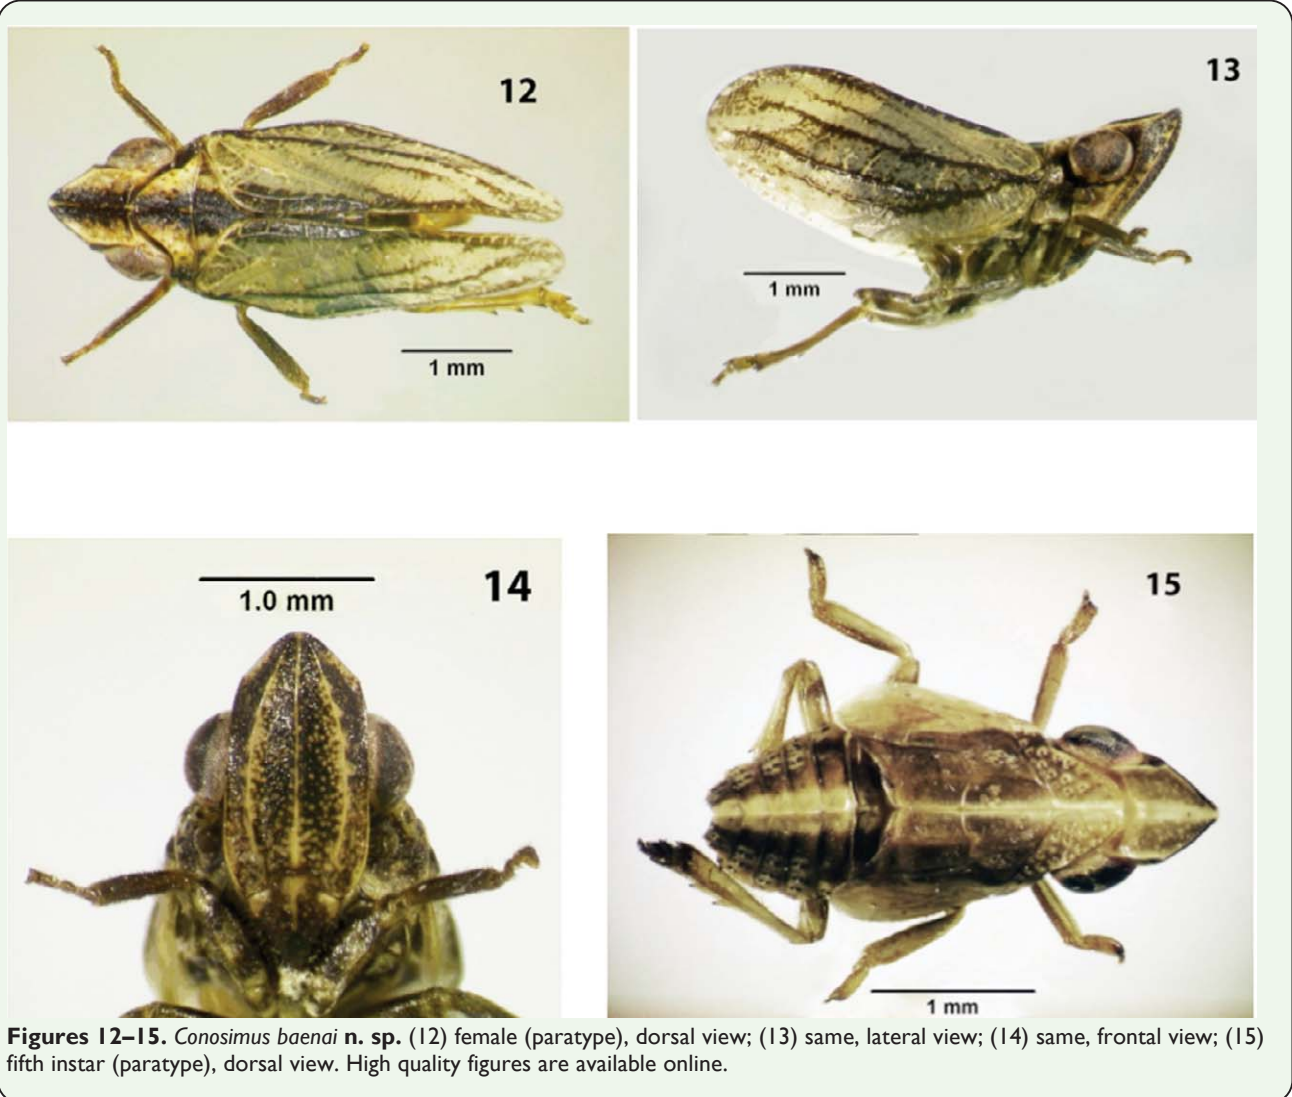 12
13
1 mm
1 mm
14
1.0 mm
15
1 mm
Figures 12–15. Conosimus baenai n. sp. (12) female (paratype), dorsal view; (13) same, lateral view; (14) same, frontal view; (15)
fifth instar (paratype), dorsal view. High quality figures are available online.